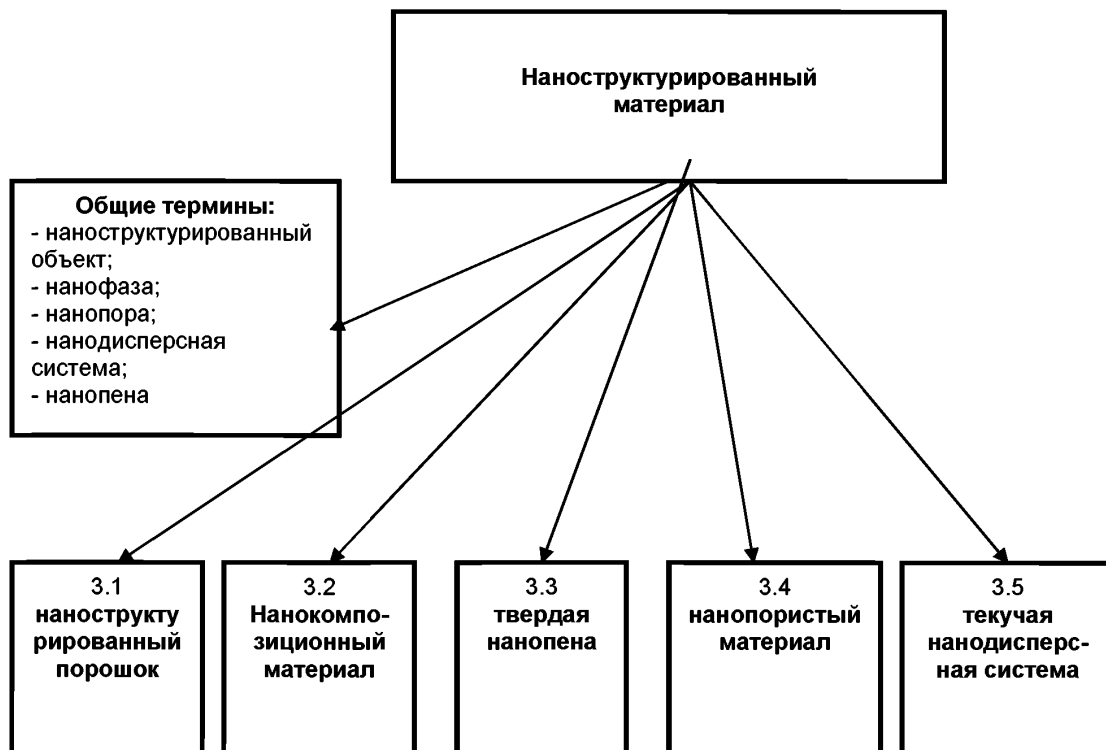 Наноструктурированный
материал
Общие термины:
- наноструктурированный
объект;
- нанофаза;
- нанопора;
- нанодисперсная
система;
- нанопена
3.1
нанострукту
рированный
порошок
3.2
Нанокомпо-
зиционный
материал
3.3
твердая
нанопена
3.4
нанопористый
материал
3.5
текучая
нанодисперс-
ная система